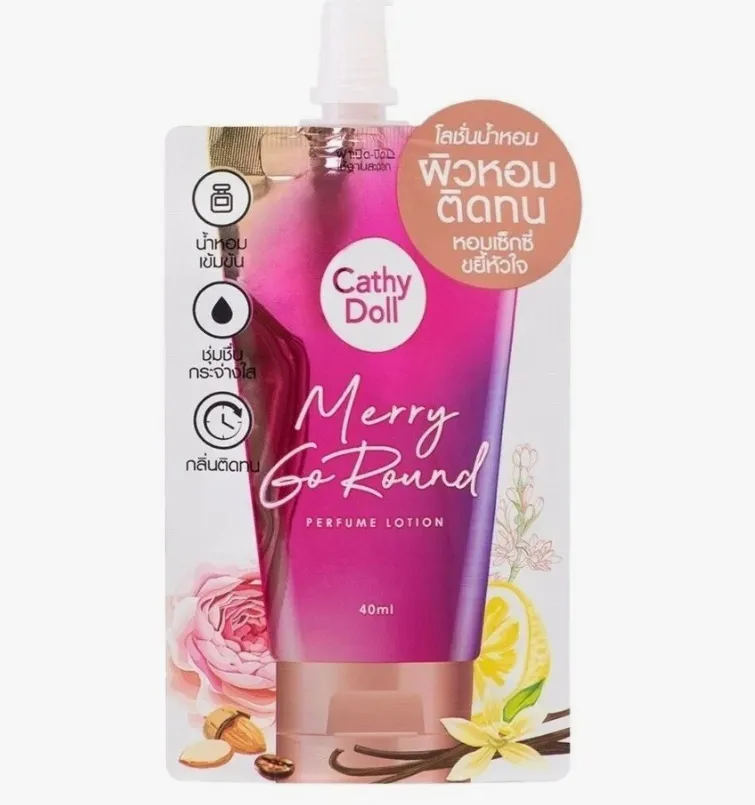 โลชั่นน้ำหอม
ผิวหอม
ติดทน
หอมเซ็กซี่
ขยี้หัวใจ
น้ำหอม
เข้มข้น
ชุ่มชื่น
กระจ่างใส
กลิ่นติดทน
Cathy
Doll
Merry
Go Round
PERFUME LOTION
40ml